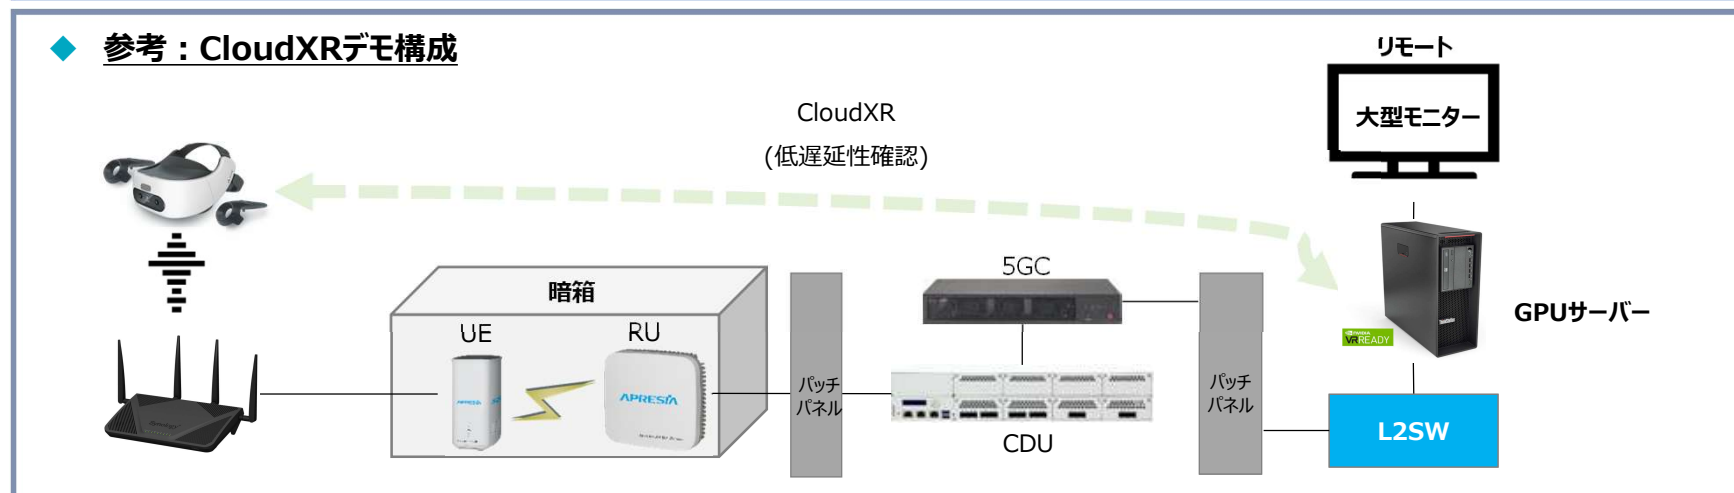 参考：CloudXRデモ構成
リモート
大型モニター
CloudXR
(低遅延性確認)
5GC
暗箱
UE
RU
GPUサーバー
NVIDIA
VR READY
パッチ
パネル
パッチ
パネル
APRESIA
APRESIA
CDU
L2SW